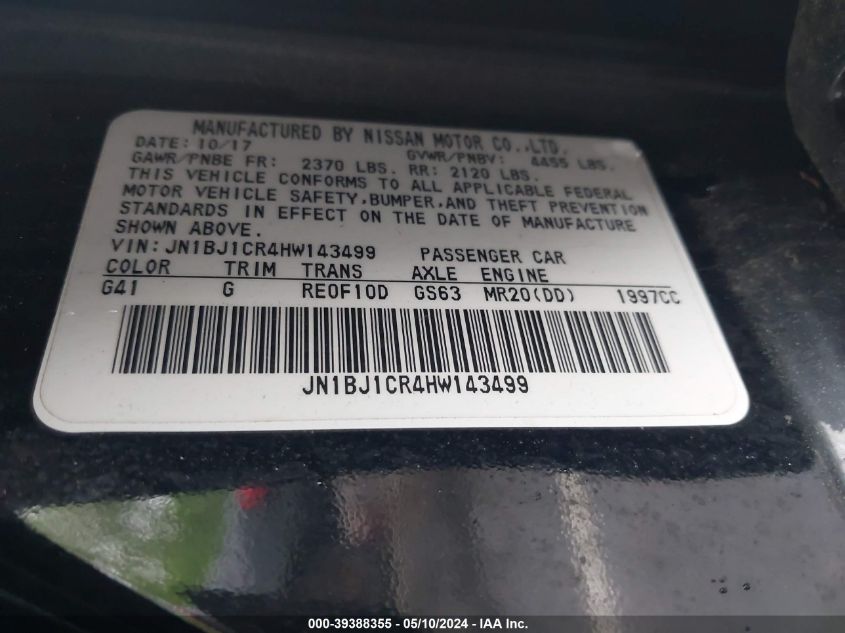 MANUFACTURED BY NISSAN MOTOR CO.,LTD.
DATE: 10/17 GVWR/PNBV: 4455 LBS.
GAWR/PNBE FR: 2370 LBS. RR: 2120 LBS.
THIS VEHICLE CONFORMS TO ALL APPLICABLE FEDERAL
MOTOR VEHICLE SAFETY,BUMPER,AND THEFT PREVENTION
STANDARDS IN EFFECT ON THE DATE OF MANUFACTURE
SHOWN ABOVE.
VIN: JN1BJ1CR4HW143499 PASSENGER CAR
COLOR TRIM TRANS AXLE ENGINE
G41 G RE0F10D GS63 MR20(DD) 1997CC
JN1BJ1CR4HW143499
000-39388355 - 05/10/2024 - IAA Inc.